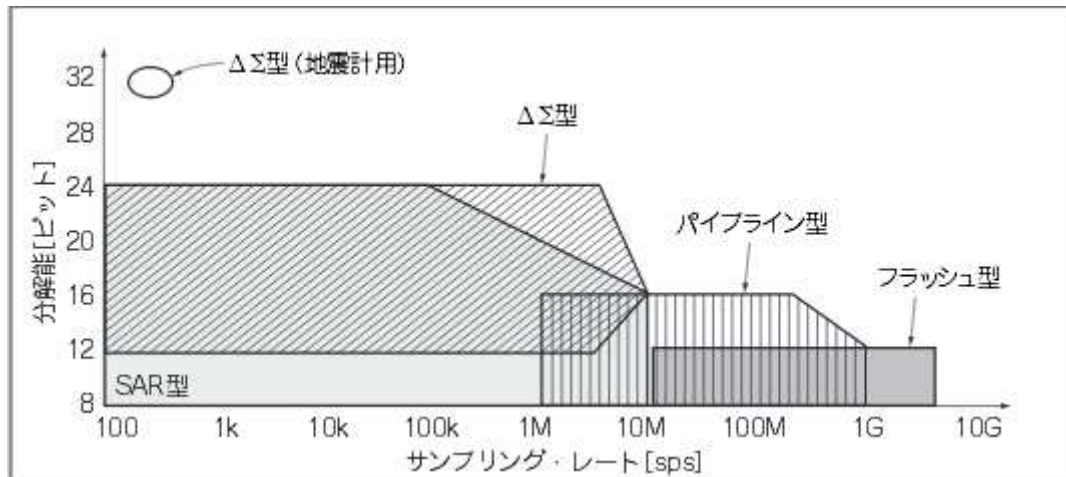 ΔΣ型(地震計用)
ΔΣ型
パイプライン型
フラッシュ型
SAR型
分解能[ビット]
32
28
24
20
16
12
8
100 1k 10k 100k 1M 10M 100M 1G 10G
サンプリング・レート[sps]